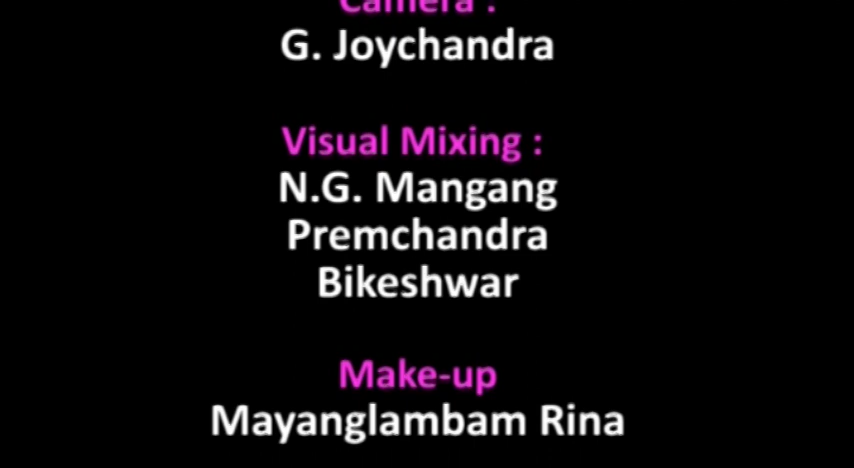 Camera :
G. Joychandra
Visual Mixing :
N.G. Mangang
Premchandra
Bikeshwar
Make-up
Mayanglambam Rina